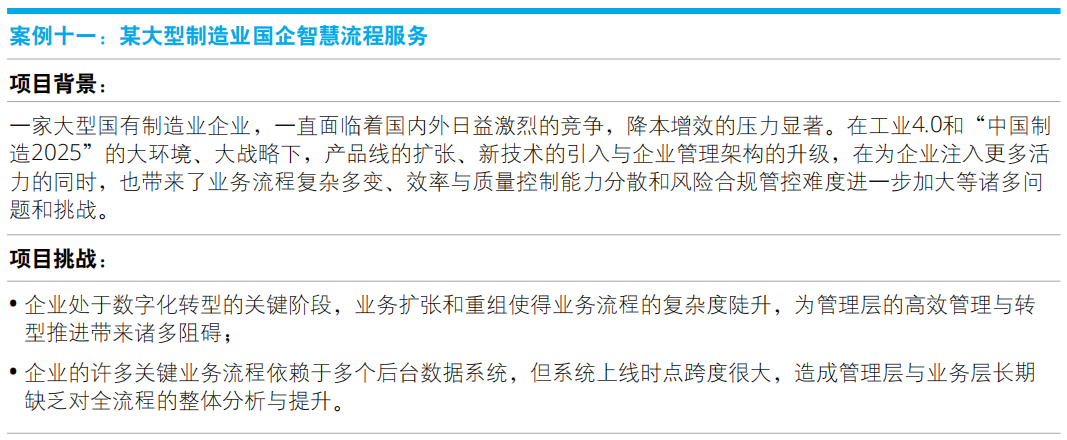 案例十一：某大型制造业国企智慧流程服务
项目背景：
一家大型国有制造业企业，一直面临着国内外日益激烈的竞争，降本增效的压力显著。在工业4.0和“中国制
造2025”的大环境、大战略下，产品线的扩张、新技术的引入与企业管理架构的升级，在为企业注入更多活
力的同时，也带来了业务流程复杂多变、效率与质量控制能力分散和风险合规管控难度进一步加大等诸多问
题和挑战。
项目挑战：
• 企业处于数字化转型的关键阶段，业务扩张和重组使得业务流程的复杂度陡升，为管理层的高效管理与转
型推进带来诸多阻碍；
• 企业的许多关键业务流程依赖于多个后台数据系统，但系统上线时点跨度很大，造成管理层与业务层长期
缺乏对全流程的整体分析与提升。